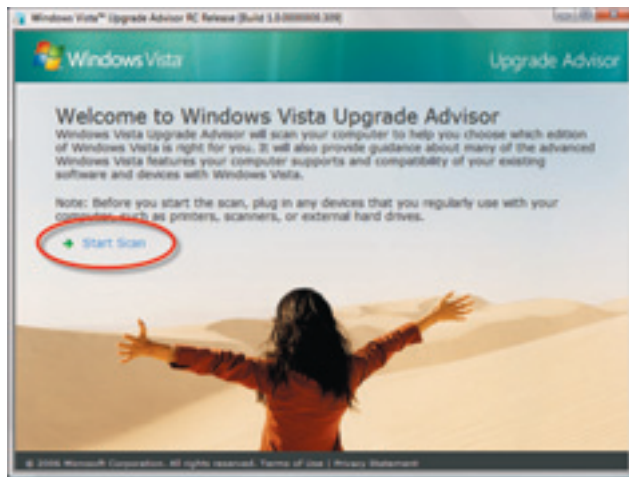 Windows Vista™ Upgrade Advisor RC Release [Build 1.0.0000000.309]
Windows Vista™
Upgrade Advisor
Welcome to Windows Vista Upgrade Advisor
Windows Vista Upgrade Advisor will scan your computer to help you choose which edition
of Windows Vista is right for you. It will also provide guidance about many of the advanced
Windows Vista features your computer supports and compatibility of your existing
software and devices with Windows Vista.
Note: Before you start the scan, plug in any devices that you regularly use with your
computer, such as printers, scanners, or external hard drives.
Start Scan
© 2006 Microsoft Corporation. All rights reserved. Terms of Use | Privacy Statement